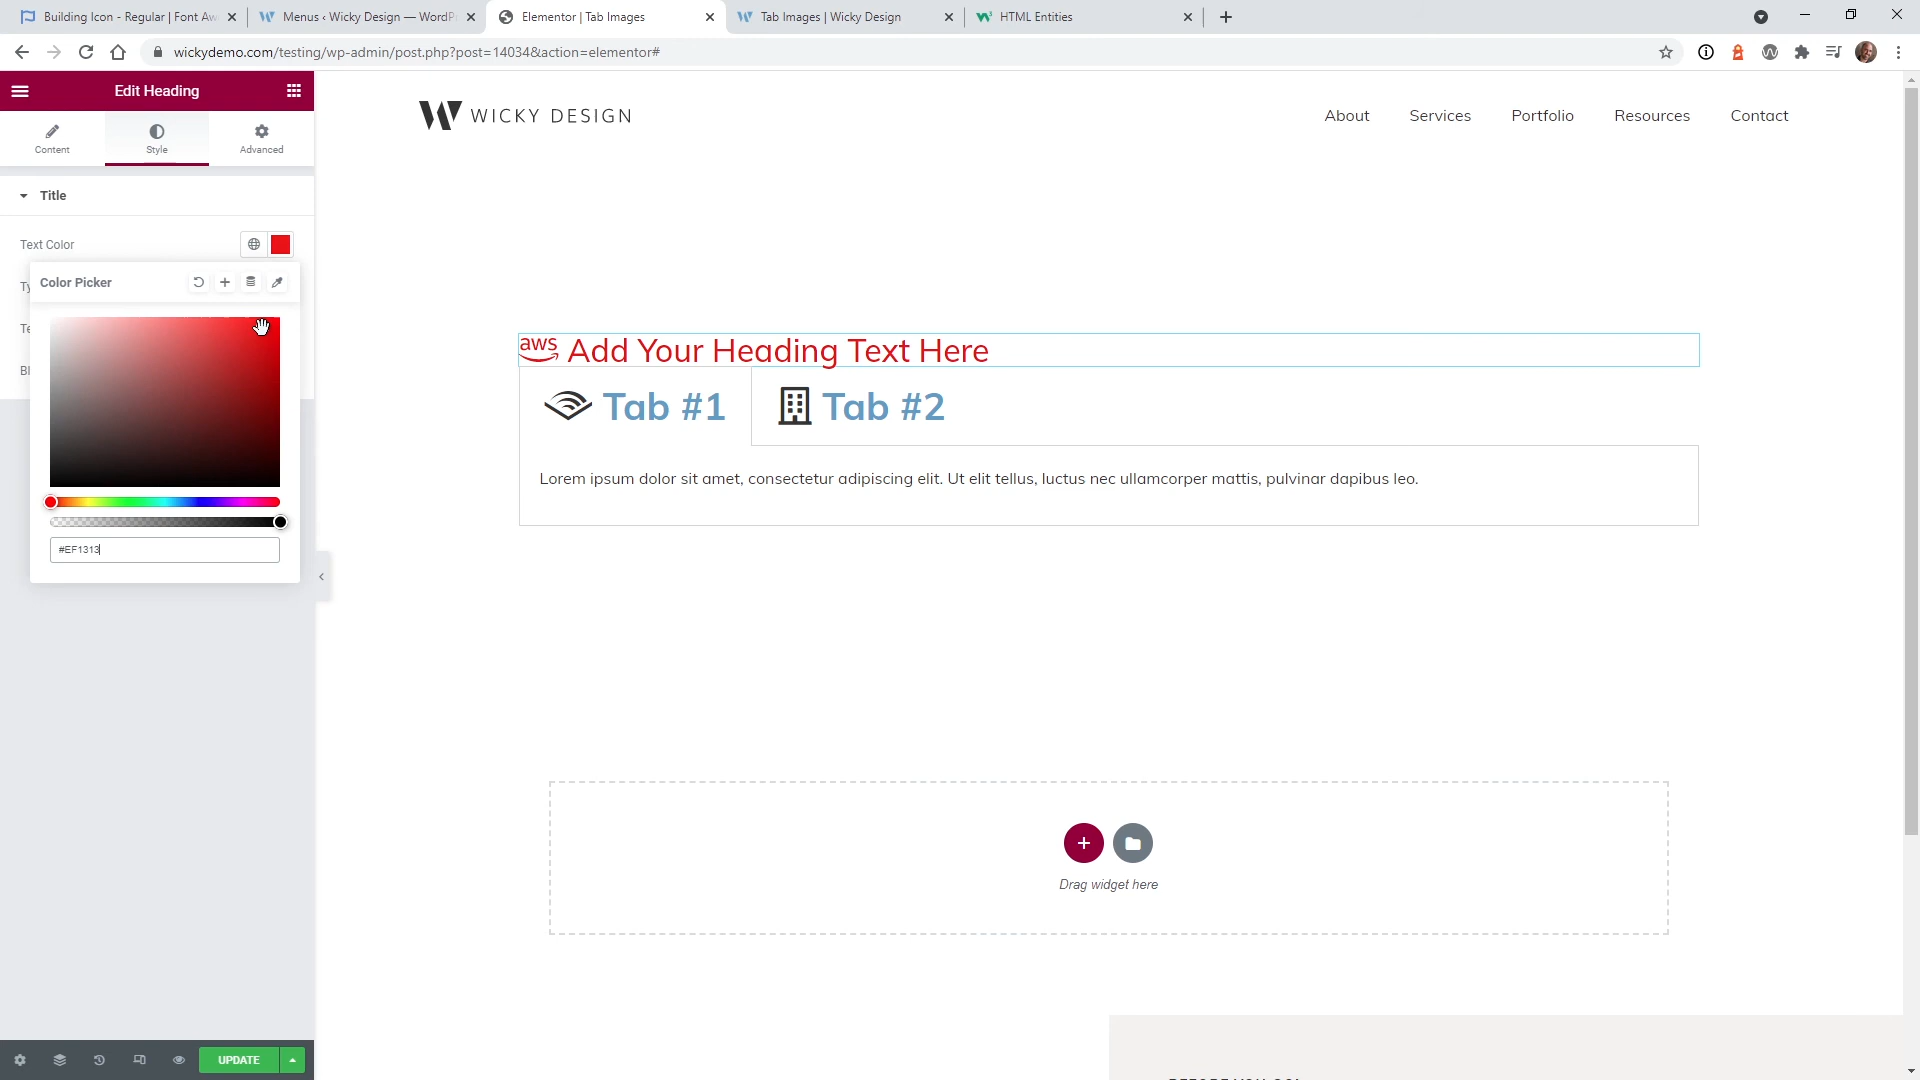 Building Icon - Regular | Font Aw
Menus ‹ Wicky Design — WordPr
Elementor | Tab Images
Tab Images | Wicky Design
HTML Entities
wickydemo.com/testing/wp-admin/post.php?post=14034&action=elementor#
Edit Heading
Content
Style
Advanced
Title
Text Color
Color Picker
Ty
Te
Bl
#EF1313
UPDATE
WICKY DESIGN
About
Services
Portfolio
Resources
Contact
aws Add Your Heading Text Here
Tab #1
Tab #2
Lorem ipsum dolor sit amet, consectetur adipiscing elit. Ut elit tellus, luctus nec ullamcorper mattis, pulvinar dapibus leo.
Drag widget here